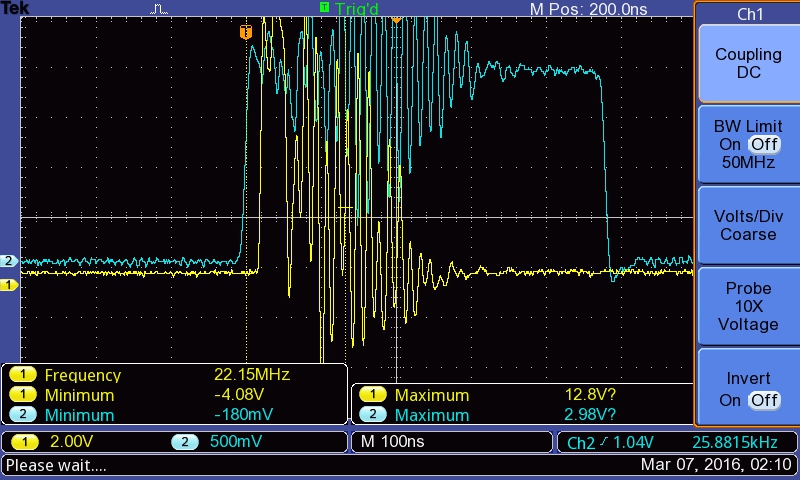 Tek T Trig'd M Pos: 200.0ns Ch1
T
Coupling
DC
BW Limit
On Off
50MHz
Volts/Div
Coarse
Probe
10X
Voltage
Invert
On Off
2
1
1 Frequency 22.15MHz
1 Minimum -4.08V
2 Minimum -180mV
1 Maximum 12.8V?
2 Maximum 2.98V?
1 2.00V 2 500mV M 100ns Ch2 1.04V 25.8815kHz
Please wait.... Mar 07, 2016, 02:10